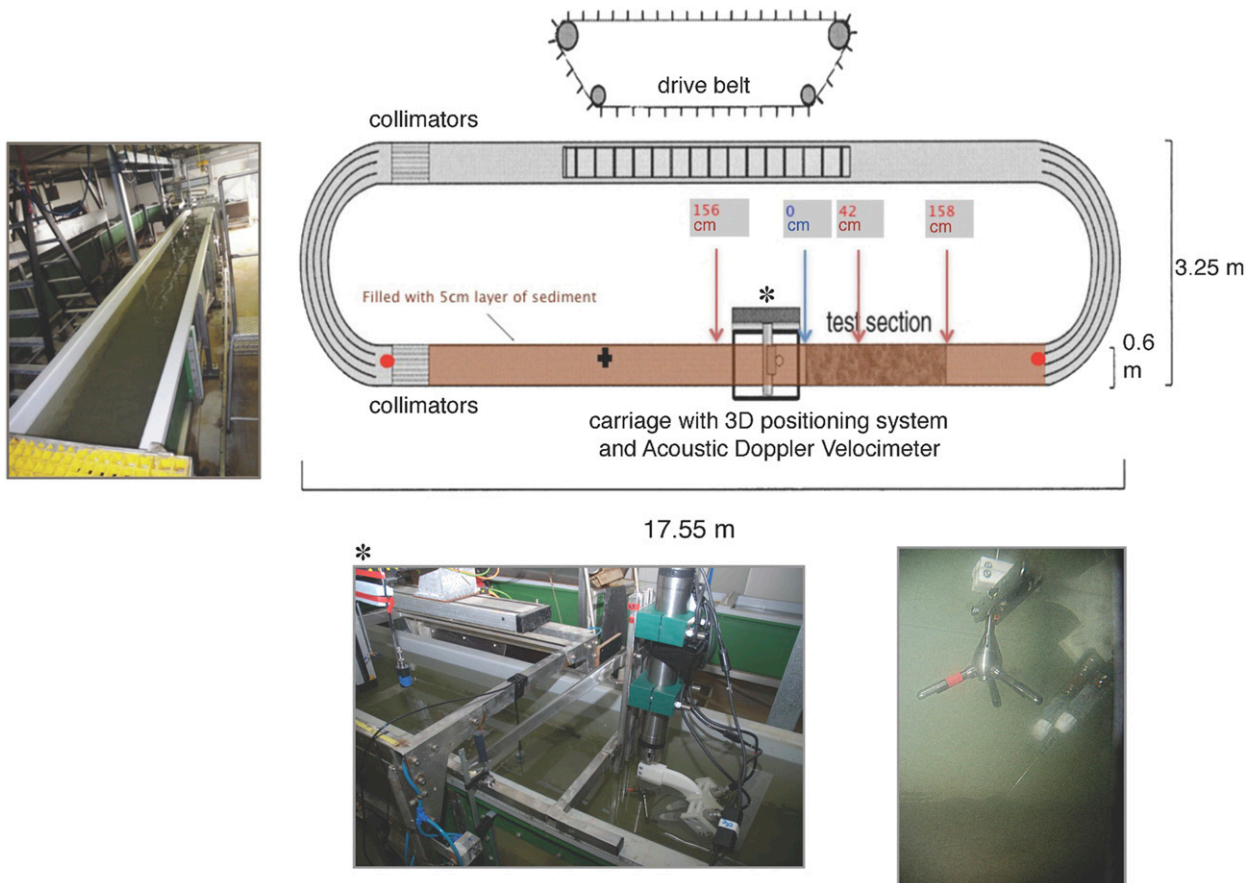 drive belt
collimators
156
cm
0
cm
42
cm
158
cm
3.25 m
Filled with 5cm layer of sediment
*
test section
0.6
m
collimators
carriage with 3D positioning system
and Acoustic Doppler Velocimeter
17.55 m
*